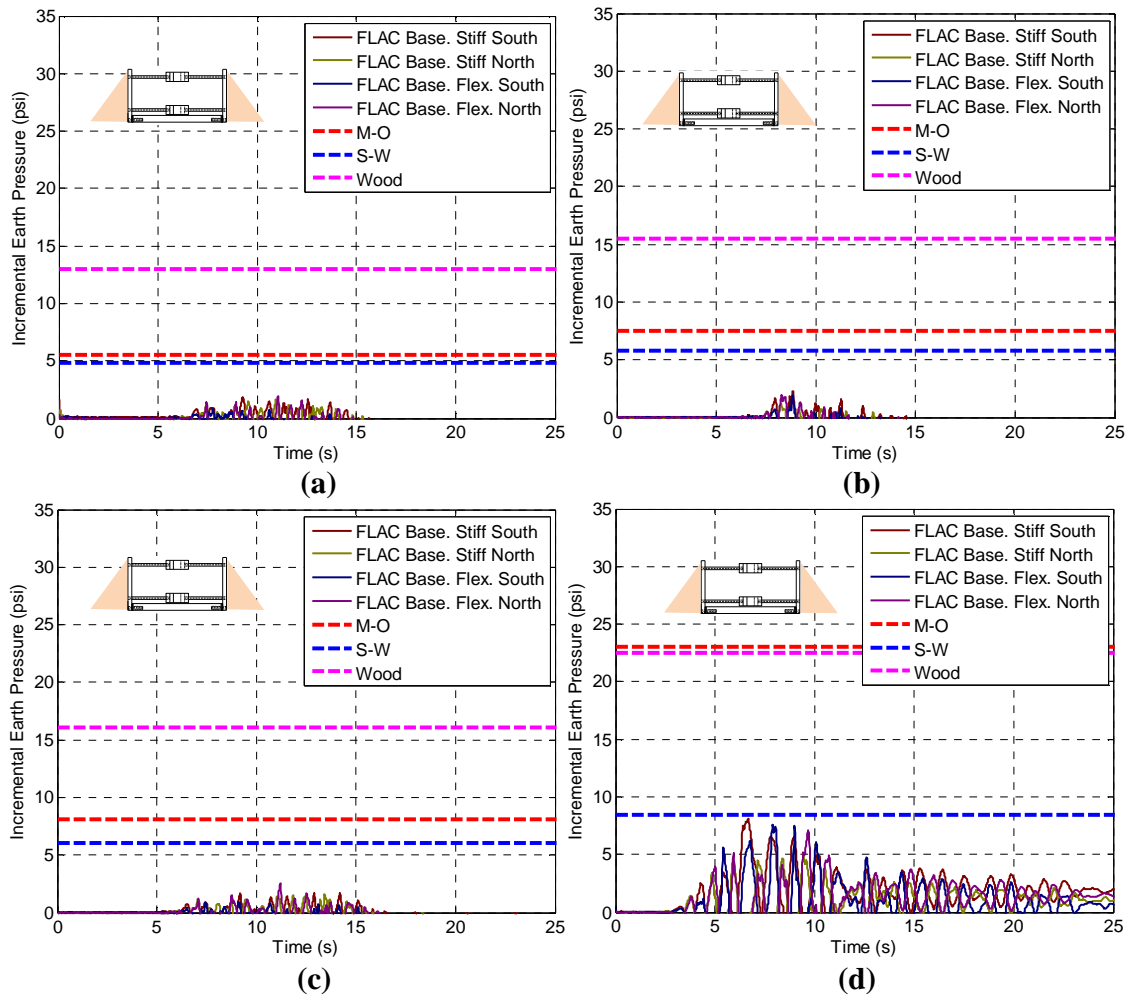 35
30
25
20
15
10
5
0
Incremental Earth Pressure (psi)
FLAC Base. Stiff South
FLAC Base. Stiff North
FLAC Base. Flex. South
FLAC Base. Flex. North
M-O
S-W
Wood
0 5 10 15 20 25
Time (s)
(a)
35
30
25
20
15
10
5
0
Incremental Earth Pressure (psi)
FLAC Base. Stiff South
FLAC Base. Stiff North
FLAC Base. Flex. South
FLAC Base. Flex. North
M-O
S-W
Wood
0 5 10 15 20 25
Time (s)
(b)
35
30
25
20
15
10
5
0
Incremental Earth Pressure (psi)
FLAC Base. Stiff South
FLAC Base. Stiff North
FLAC Base. Flex. South
FLAC Base. Flex. North
M-O
S-W
Wood
0 5 10 15 20 25
Time (s)
(c)
35
30
25
20
15
10
5
0
Incremental Earth Pressure (psi)
FLAC Base. Stiff South
FLAC Base. Stiff North
FLAC Base. Flex. South
FLAC Base. Flex. North
M-O
S-W
Wood
0 5 10 15 20 25
Time (s)
(d)